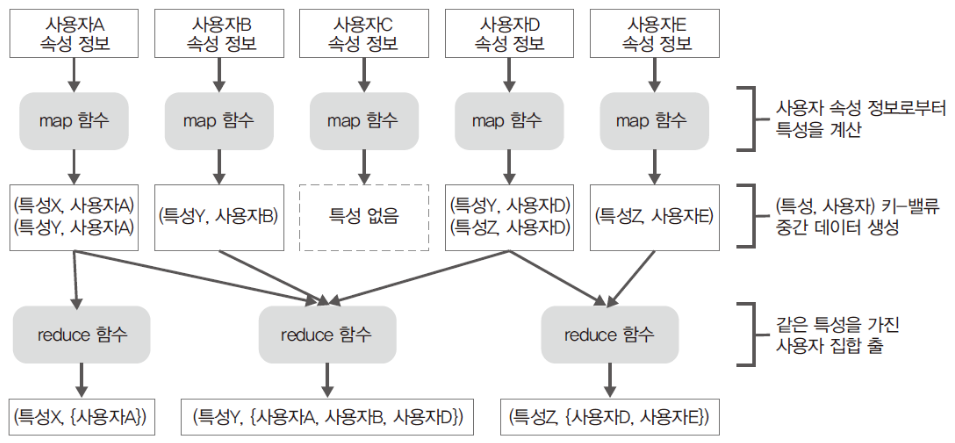 사용자A
속성 정보
사용자B
속성 정보
사용자C
속성 정보
사용자D
속성 정보
사용자E
속성 정보
map 함수
map 함수
map 함수
map 함수
map 함수
사용자 속성 정보로부터
특성을 계산
(특성X, 사용자A)
(특성Y, 사용자A)
(특성Y, 사용자B)
특성 없음
(특성Y, 사용자D)
(특성Z, 사용자D)
(특성Z, 사용자E)
(특성, 사용자) 키-밸류
중간 데이터 생성
reduce 함수
reduce 함수
reduce 함수
같은 특성을 가진
사용자 집합 출
(특성X, {사용자A})
(특성Y, {사용자A, 사용자B, 사용자D})
(특성Z, {사용자D, 사용자E})